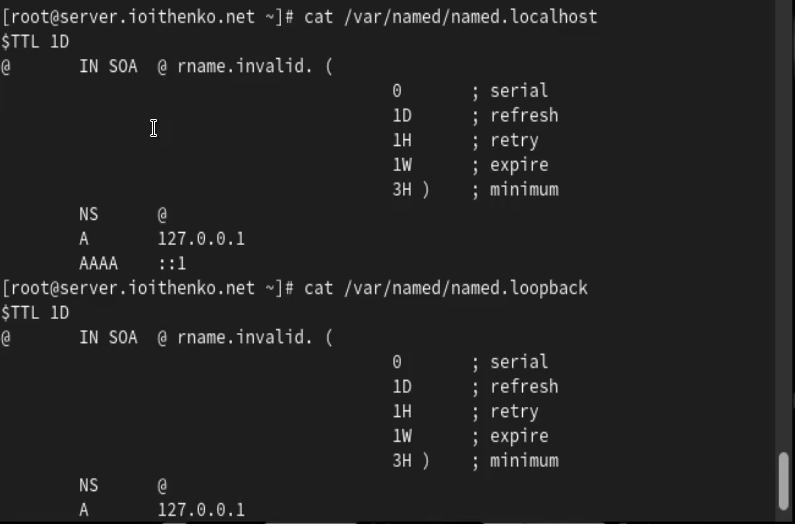 [root@server.ioithenko.net ~]# cat /var/named/named.localhost
$TTL 1D
@       IN SOA  @ rname.invalid. (
                                        0       ; serial
                                        1D      ; refresh
                                        1H      ; retry
                                        1W      ; expire
                                        3H )    ; minimum
        NS      @
        A       127.0.0.1
        AAAA    ::1
[root@server.ioithenko.net ~]# cat /var/named/named.loopback
$TTL 1D
@       IN SOA  @ rname.invalid. (
                                        0       ; serial
                                        1D      ; refresh
                                        1H      ; retry
                                        1W      ; expire
                                        3H )    ; minimum
        NS      @
        A       127.0.0.1